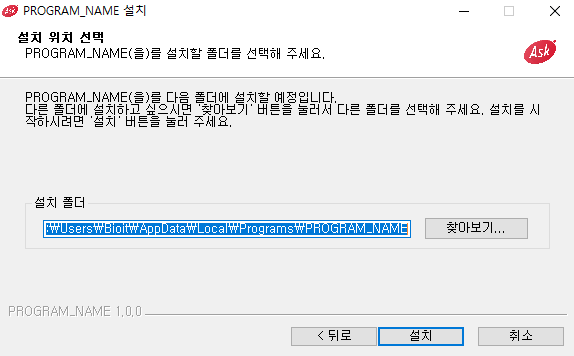 PROGRAM_NAME 설치
설치 위치 선택
PROGRAM_NAME(을)를 설치할 폴더를 선택해 주세요.
Ask
PROGRAM_NAME(을)를 다음 폴더에 설치할 예정입니다.
다른 폴더에 설치하고 싶으시면 '찾아보기' 버튼을 눌러서 다른 폴더를 선택해 주세요. 설치를 시
작하시려면 '설치' 버튼을 눌러 주세요.
설치 폴더
:₩Users₩Bioit₩AppData₩Local₩Programs₩PROGRAM_NAME
찾아보기...
PROGRAM_NAME 1.0.0
< 뒤로
설치
취소